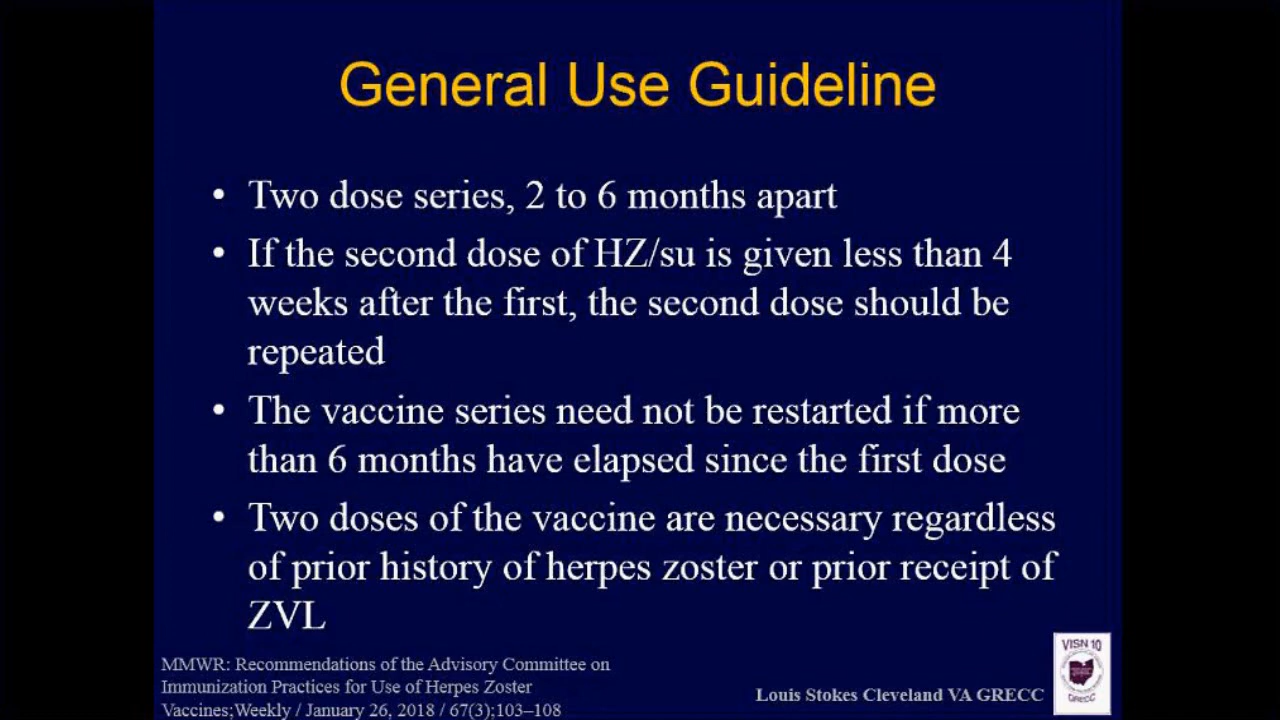 General Use Guideline
• Two dose series, 2 to 6 months apart
• If the second dose of HZ/su is given less than 4
weeks after the first, the second dose should be
repeated
• The vaccine series need not be restarted if more
than 6 months have elapsed since the first dose
• Two doses of the vaccine are necessary regardless
of prior history of herpes zoster or prior receipt of
ZVL
MMWR: Recommendations of the Advisory Committee on
Immunization Practices for Use of Herpes Zoster
Vaccines;Weekly / January 26, 2018 / 67(3);103–108
Louis Stokes Cleveland VA GRECC
VISN 10
GRECC